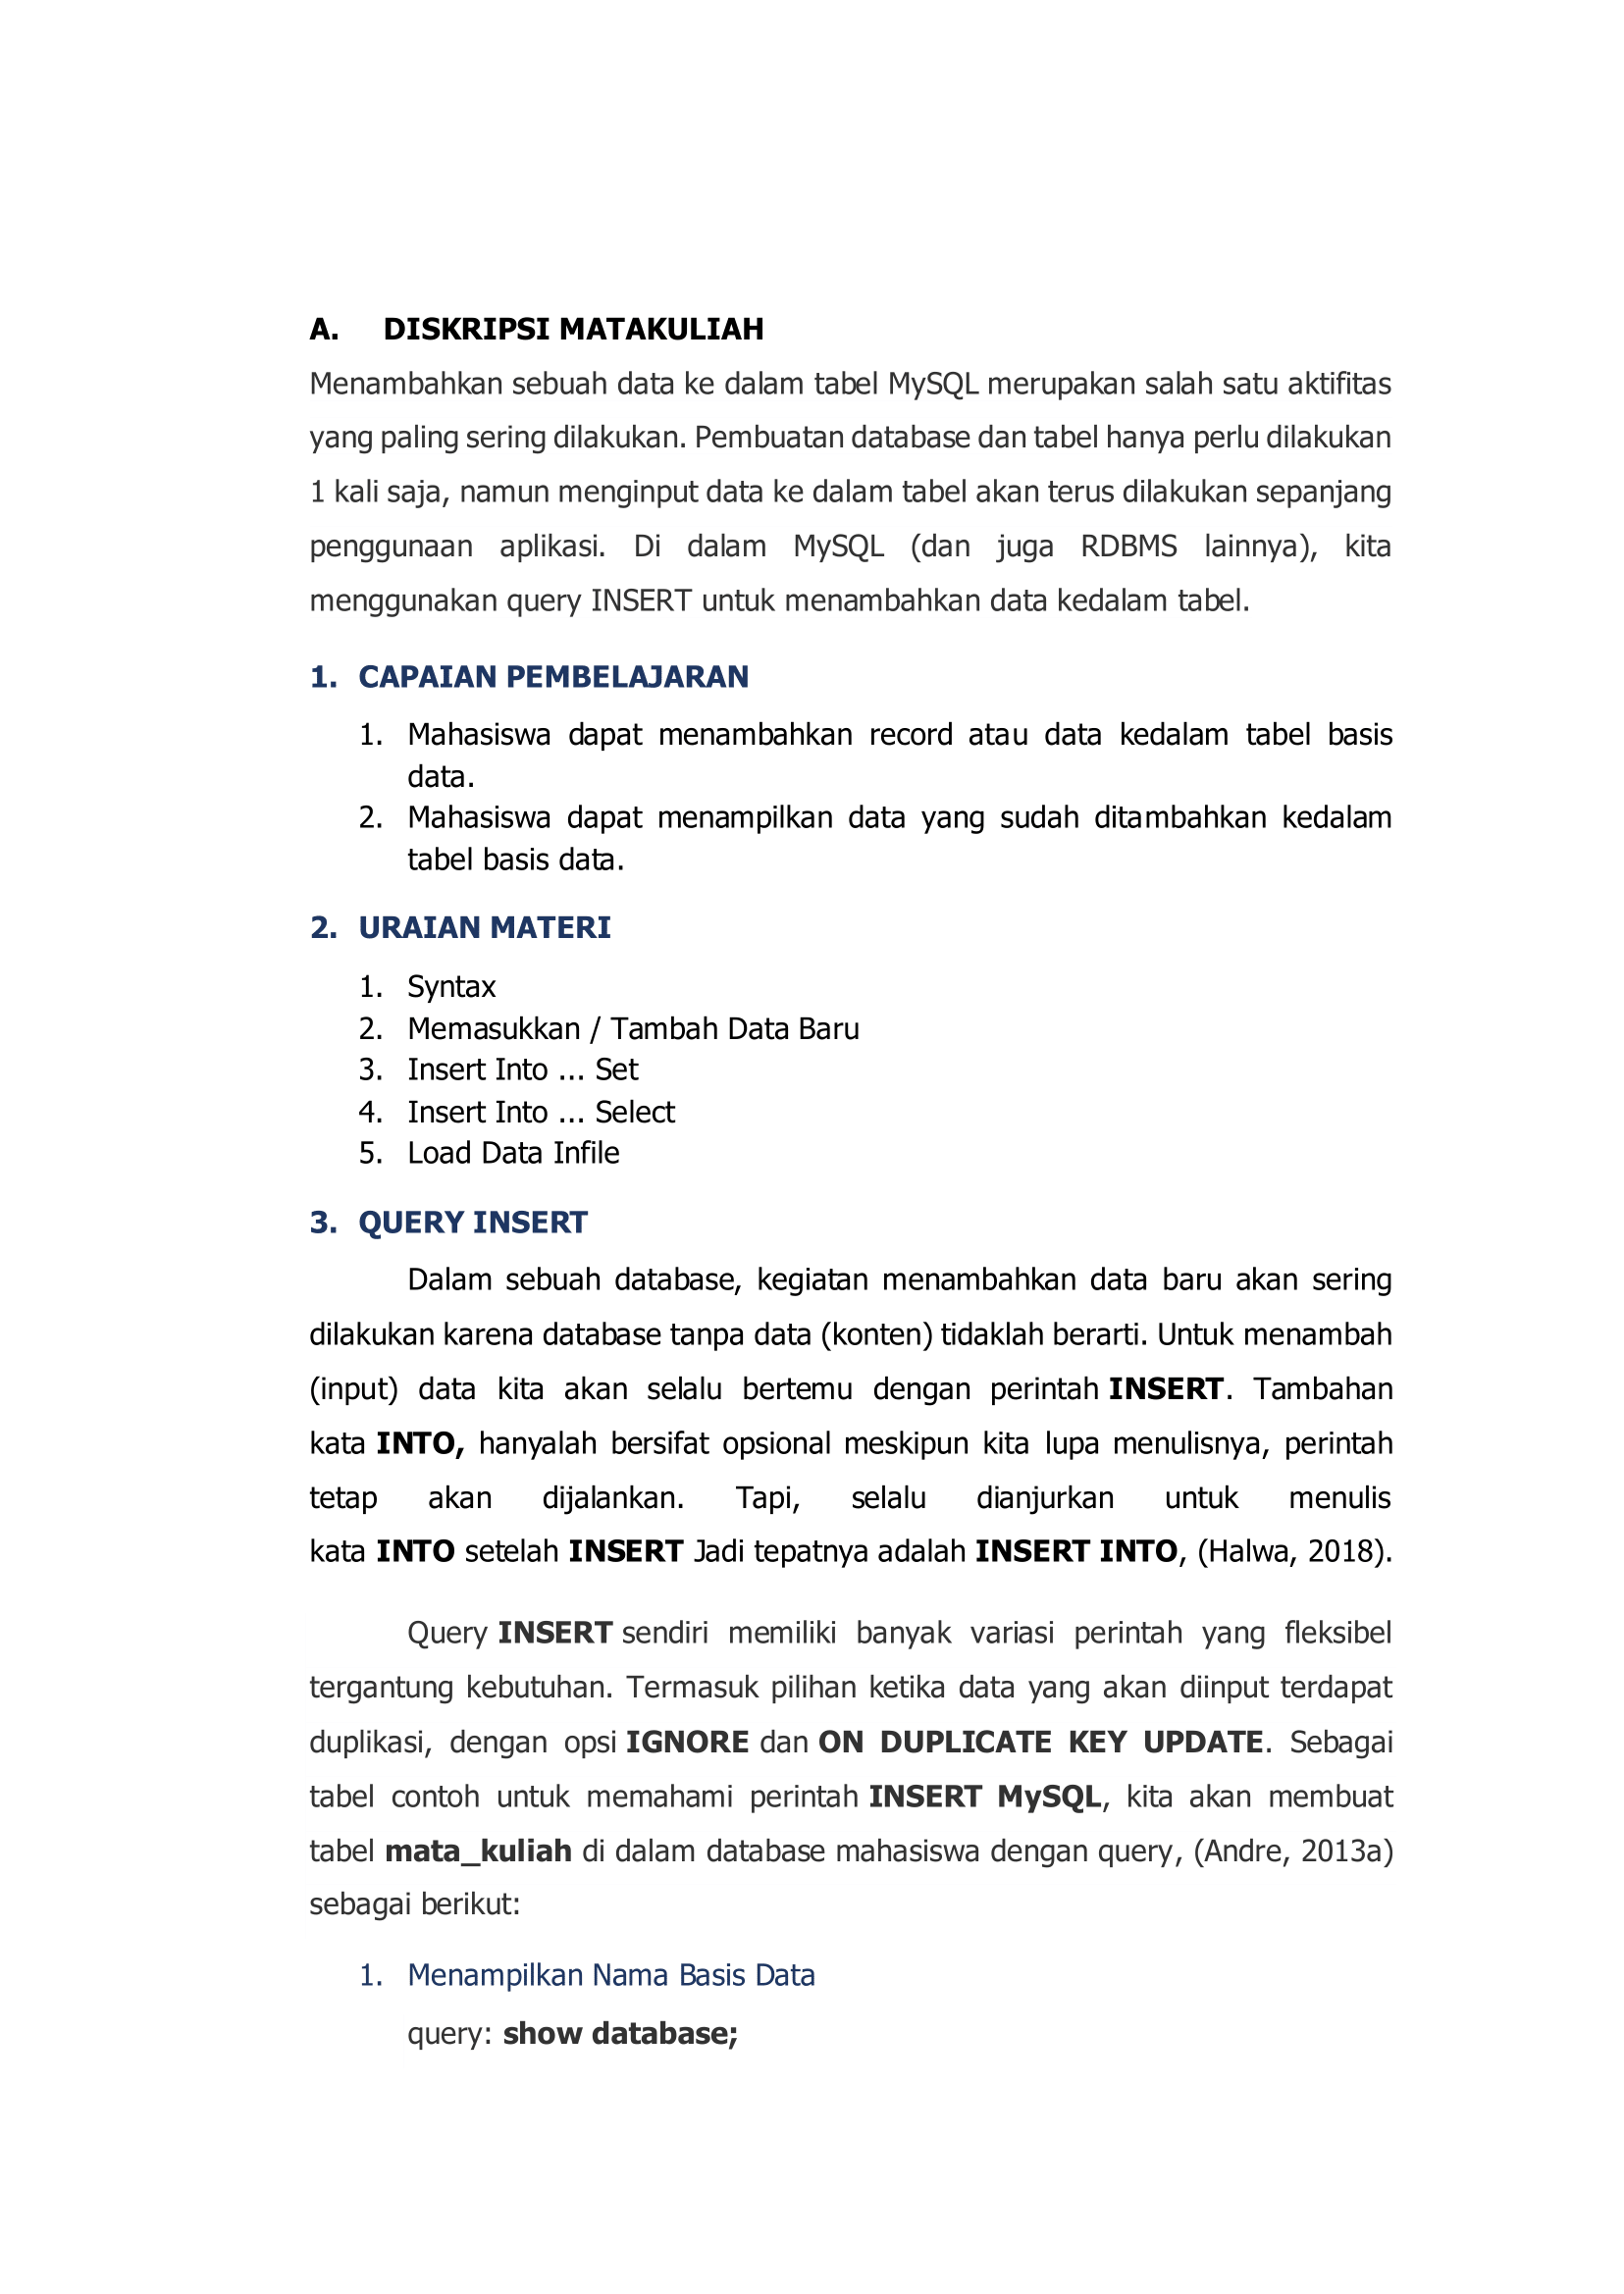 A. DISKRIPSI MATAKULIAH
Menambahkan sebuah data ke dalam tabel MySQL merupakan salah satu aktifitas
yang paling sering dilakukan. Pembuatan database dan tabel hanya perlu dilakukan
1 kali saja, namun menginput data ke dalam tabel akan terus dilakukan sepanjang
penggunaan aplikasi. Di dalam MySQL (dan juga RDBMS lainnya), kita
menggunakan query INSERT untuk menambahkan data kedalam tabel.
1. CAPAIAN PEMBELAJARAN
1. Mahasiswa dapat menambahkan record atau data kedalam tabel basis
data.
2. Mahasiswa dapat menampilkan data yang sudah ditambahkan kedalam
tabel basis data.
2. URAIAN MATERI
1. Syntax
2. Memasukkan / Tambah Data Baru
3. Insert Into ... Set
4. Insert Into ... Select
5. Load Data Infile
3. QUERY INSERT
Dalam sebuah database, kegiatan menambahkan data baru akan sering
dilakukan karena database tanpa data (konten) tidaklah berarti. Untuk menambah
(input) data kita akan selalu bertemu dengan perintah INSERT. Tambahan
kata INTO, hanyalah bersifat opsional meskipun kita lupa menulisnya, perintah
tetap akan dijalankan. Tapi, selalu dianjurkan untuk menulis
kata INTO setelah INSERT Jadi tepatnya adalah INSERT INTO, (Halwa, 2018).
Query INSERT sendiri memiliki banyak variasi perintah yang fleksibel
tergantung kebutuhan. Termasuk pilihan ketika data yang akan diinput terdapat
duplikasi, dengan opsi IGNORE dan ON DUPLICATE KEY UPDATE. Sebagai
tabel contoh untuk memahami perintah INSERT MySQL, kita akan membuat
tabel mata_kuliah di dalam database mahasiswa dengan query, (Andre, 2013a)
sebagai berikut:
1. Menampilkan Nama Basis Data
query: show database;